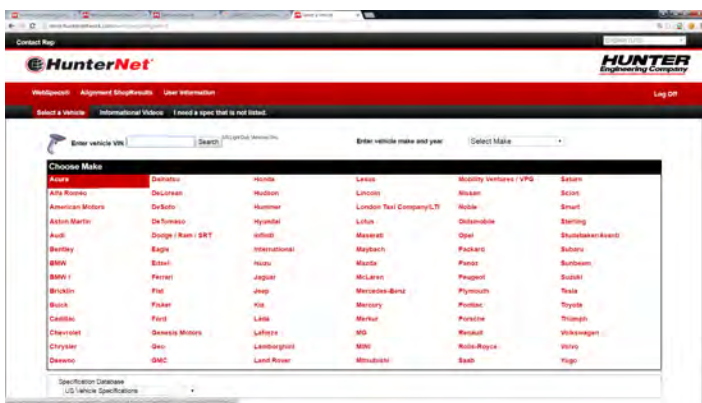 Contact Rep
English (US)
HunterNet
HUNTER
Engineering Company
WebSpecs® Alignment ShopResults User Information
Log Off
Select a Vehicle Informational Videos I need a spec that is not listed.
Enter vehicle VIN Search Enter vehicle make and year Select Make
Choose Make
Acura Daihatsu Honda Lexus Mobility Ventures / VPG Saturn
Alfa Romeo DeLorean Hudson Lincoln Nissan Scion
American Motors DeSoto Hummer London Taxi Company/LTI Noble Smart
Aston Martin DeTomaso Hyundai Lotus Oldsmobile Sterling
Audi Dodge / Ram / SRT Infiniti Maserati Opel Studebaker/Avanti
Bentley Eagle International Maybach Packard Subaru
BMW Edsel Isuzu Mazda Panoz Sunbeam
BMW i Ferrari Jaguar McLaren Peugeot Suzuki
Bricklin Fiat Jeep Mercedes-Benz Plymouth Tesla
Buick Fisker Kia Mercury Pontiac Toyota
Cadillac Ford Lada Merkur Porsche Triumph
Chevrolet Genesis Motors Laforza MG Renault Volkswagen
Chrysler Geo Lamborghini MINI Rolls-Royce Volvo
Daewoo GMC Land Rover Mitsubishi Saab Yugo
Specification Database
US Vehicle Specifications